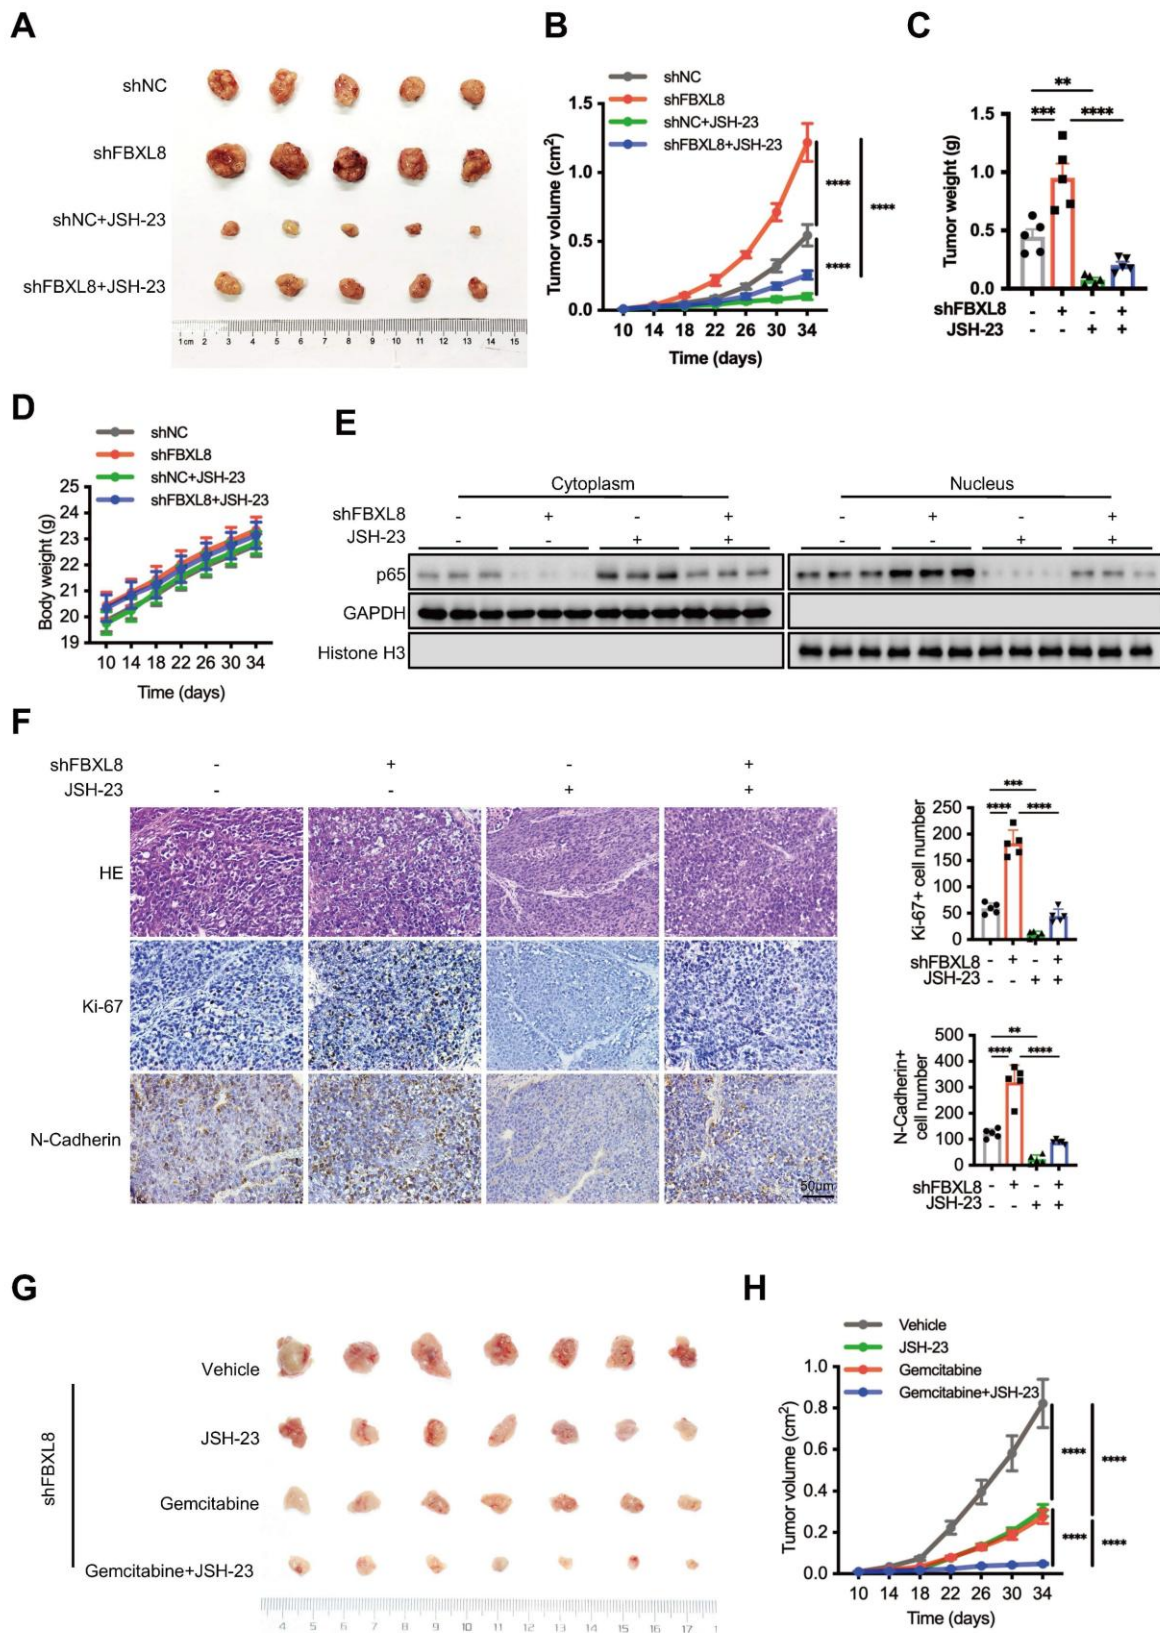 A
shNC
shFBXL8
shNC+JSH-23
shFBXL8+JSH-23
1cm 2 3 4 5 6 7 8 9 10 11 12 13 14 15
B
shNC
shFBXL8
shNC+JSH-23
shFBXL8+JSH-23
Tumor volume (cm²)
1.5
1.0
0.5
0.0
****
****
****
10 14 18 22 26 30 34
Time (days)
C
Tumor weight (g)
**
*** ****
1.5
1.0
0.5
0.0
shFBXL8 - + - +
JSH-23 - - + +
D
shNC
shFBXL8
shNC+JSH-23
shFBXL8+JSH-23
Body weight (g)
25
24
23
22
21
20
19
10 14 18 22 26 30 34
Time (days)
E
Cytoplasm Nucleus
shFBXL8 - + - + - + - +
JSH-23 - - + + - - + +
p65
GAPDH
Histone H3
F
shFBXL8 - + - +
JSH-23 - - + +
HE
Ki-67
N-Cadherin
50um
Ki-67+ cell number
***
**** ****
250
200
150
100
50
0
shFBXL8 - + - +
JSH-23 - - + +
N-Cadherin+
cell number
**
**** ****
500
400
300
200
100
0
shFBXL8 - + - +
JSH-23 - - + +
G
shFBXL8
Vehicle
JSH-23
Gemcitabine
Gemcitabine+JSH-23
4 5 6 7 8 9 10 11 12 13 14 15 16 17 1
H
Vehicle
JSH-23
Gemcitabine
Gemcitabine+JSH-23
Tumor volume (cm²)
1.0
0.8
0.6
0.4
0.2
0.0
**** ****
**** ****
10 14 18 22 26 30 34
Time (days)